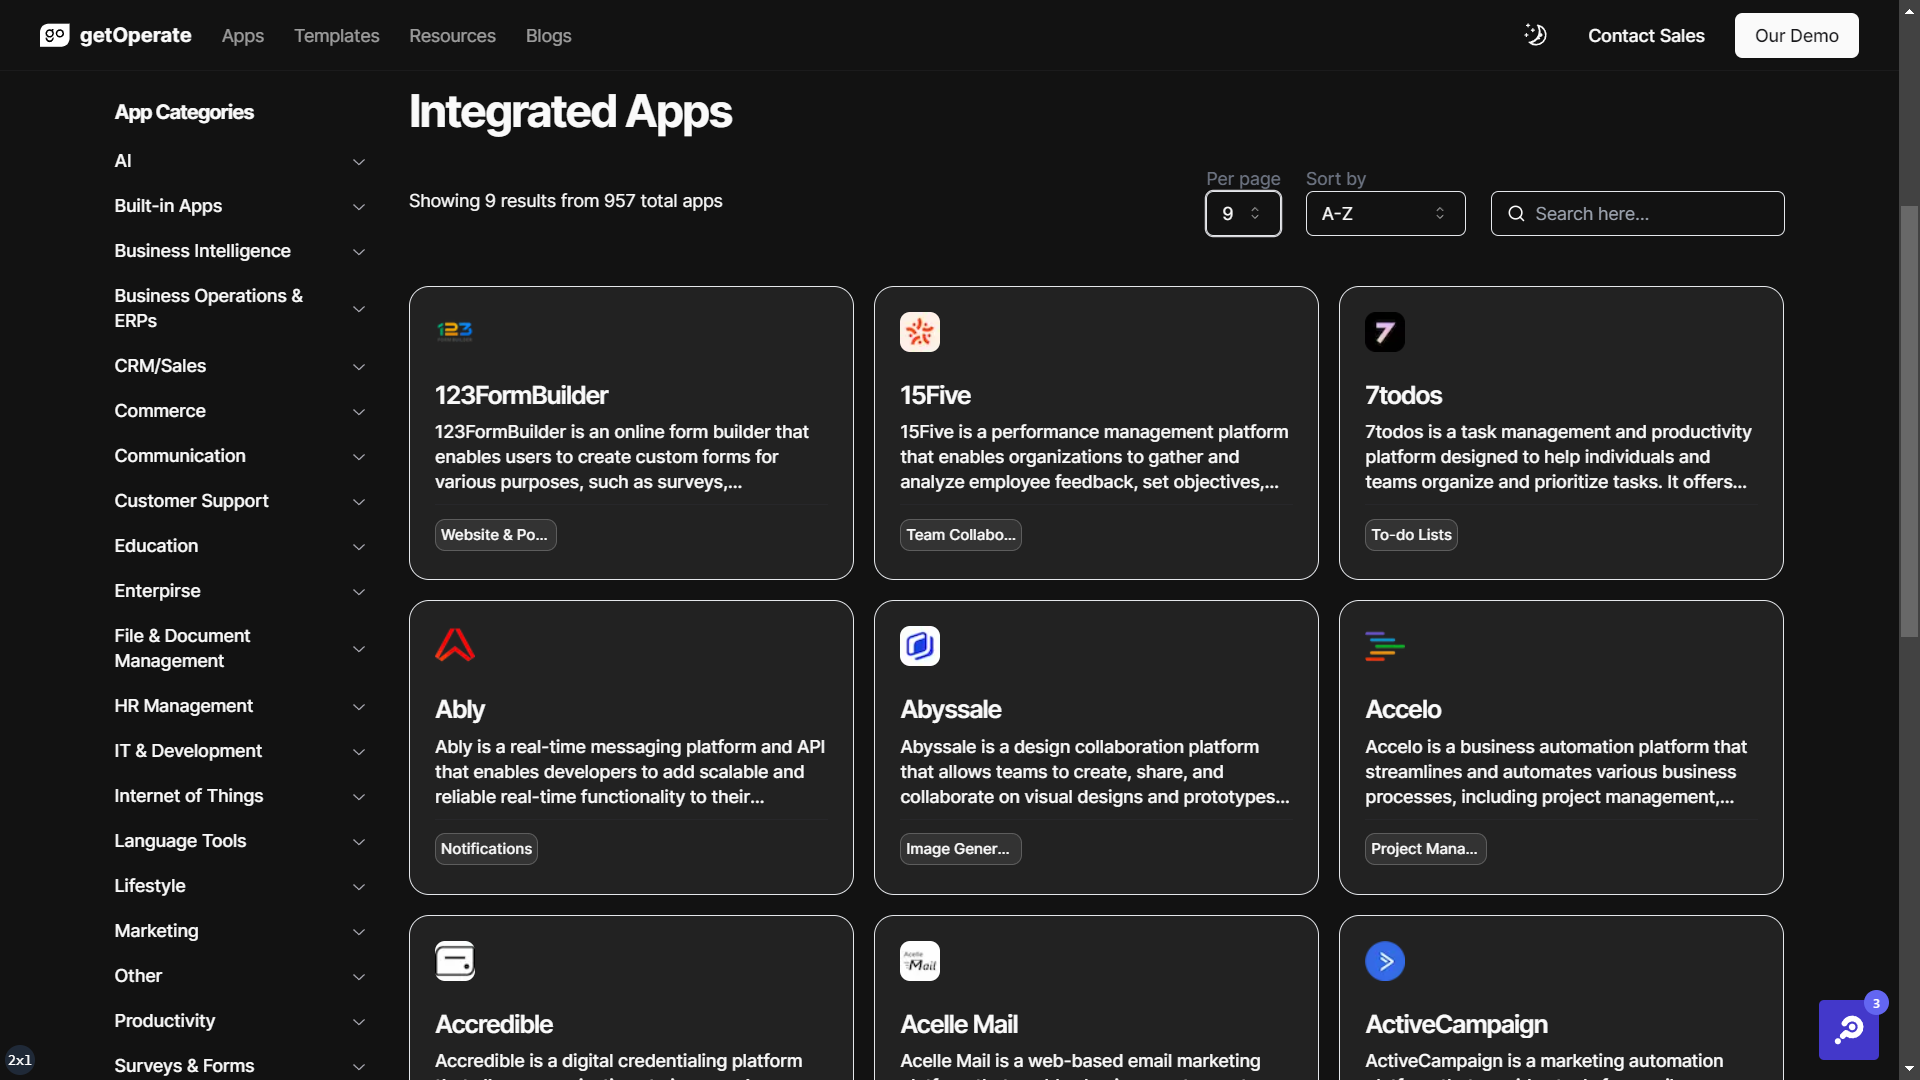 go getOperate
Apps
Templates
Resources
Blogs
Contact Sales
Our Demo
App Categories
AI
Built-in Apps
Business Intelligence
Business Operations &
ERPs
CRM/Sales
Commerce
Communication
Customer Support
Education
Enterpirse
File & Document
Management
HR Management
IT & Development
Internet of Things
Language Tools
Lifestyle
Marketing
Other
Productivity
Surveys & Forms
2x1
Integrated Apps
Showing 9 results from 957 total apps
Per page
9
Sort by
A-Z
Search here...
123
123FormBuilder
123FormBuilder is an online form builder that
enables users to create custom forms for
various purposes, such as surveys,...
Website & Po...
15Five
15Five is a performance management platform
that enables organizations to gather and
analyze employee feedback, set objectives,...
Team Collabo...
7
7todos
7todos is a task management and productivity
platform designed to help individuals and
teams organize and prioritize tasks. It offers...
To-do Lists
Ably
Ably is a real-time messaging platform and API
that enables developers to add scalable and
reliable real-time functionality to their...
Notifications
Abyssale
Abyssale is a design collaboration platform
that allows teams to create, share, and
collaborate on visual designs and prototypes...
Image Gener...
Accelo
Accelo is a business automation platform that
streamlines and automates various business
processes, including project management,...
Project Mana...
Accredible
Accredible is a digital credentialing platform
Acelle
Mail
Acelle Mail
Acelle Mail is a web-based email marketing
ActiveCampaign
ActiveCampaign is a marketing automation
3